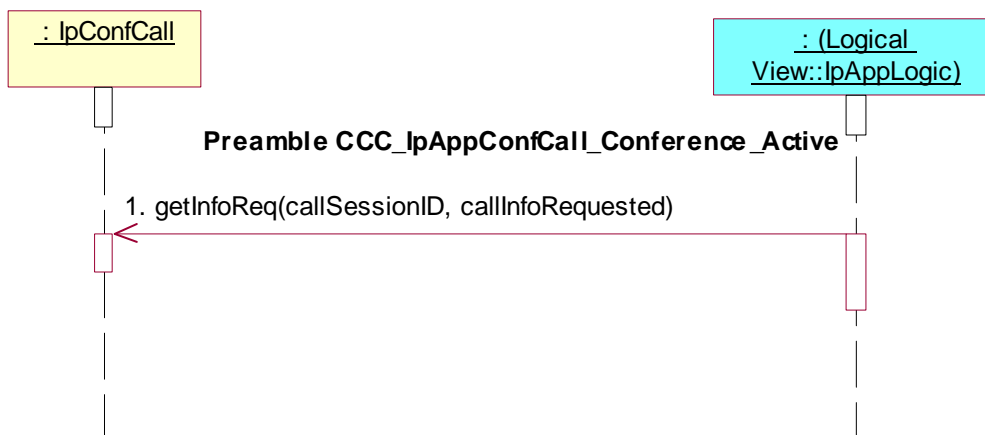 : IpConfCall
: (Logical
View::IpAppLogic)
Preamble CCC_IpAppConfCall_Conference_Active
1. getInfoReq(callSessionID, callInfoRequested)